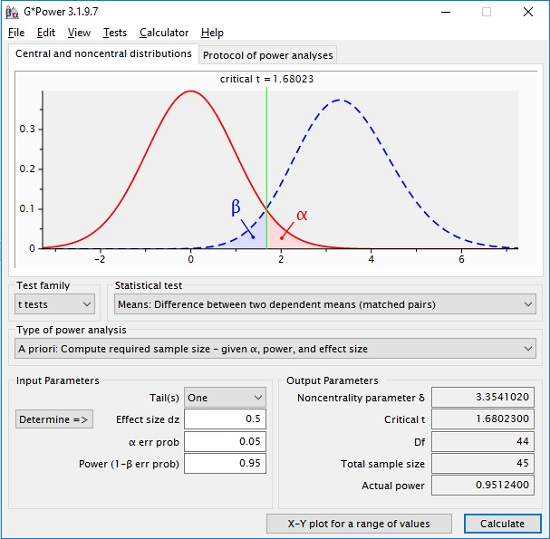 G*Power 3.1.9.7
File Edit View Tests Calculator Help
Central and noncentral distributions Protocol of power analyses
critical t = 1.68023
0.3
0.2
0.1
0
β
α
-2 0 2 4 6
Test family Statistical test
t tests Means: Difference between two dependent means (matched pairs)
Type of power analysis
A priori: Compute required sample size – given α, power, and effect size
Input Parameters Output Parameters
Tail(s) One Noncentrality parameter δ 3.3541020
Determine => Effect size dz 0.5 Critical t 1.6802300
α err prob 0.05 Df 44
Power (1-β err prob) 0.95 Total sample size 45
Actual power 0.9512400
X-Y plot for a range of values Calculate